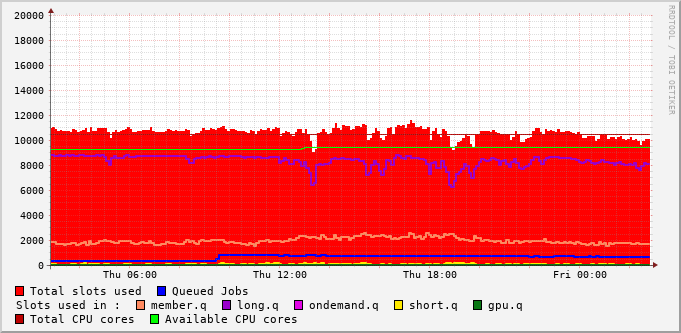 20000
18000
16000
14000
12000
10000
8000
6000
4000
2000
0
Thu 06:00 Thu 12:00 Thu 18:00 Fri 00:00
Total slots used Queued Jobs
Slots used in : member.q long.q ondemand.q short.q gpu.q
Total CPU cores Available CPU cores
RRDTOOL / TOBI OETIKER